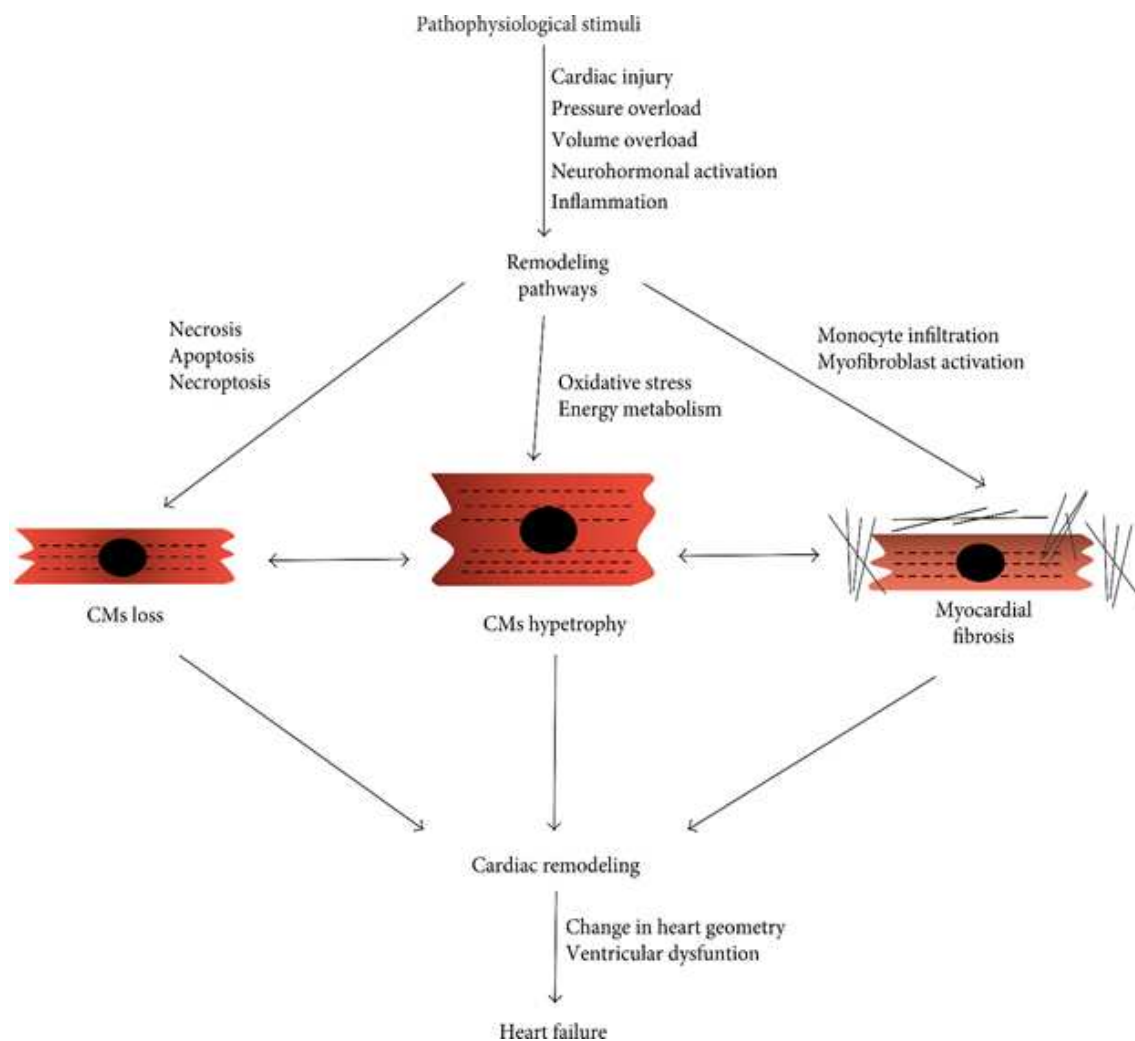 Pathophysiological stimuli
Cardiac injury
Pressure overload
Volume overload
Neurohormonal activation
Inflammation
Remodeling
pathways
Necrosis
Apoptosis
Necroptosis
Oxidative stress
Energy metabolism
Monocyte infiltration
Myofibroblast activation
CMs loss
CMs hypetrophy
Myocardial
fibrosis
Cardiac remodeling
Change in heart geometry
Ventricular dysfuntion
Heart failure